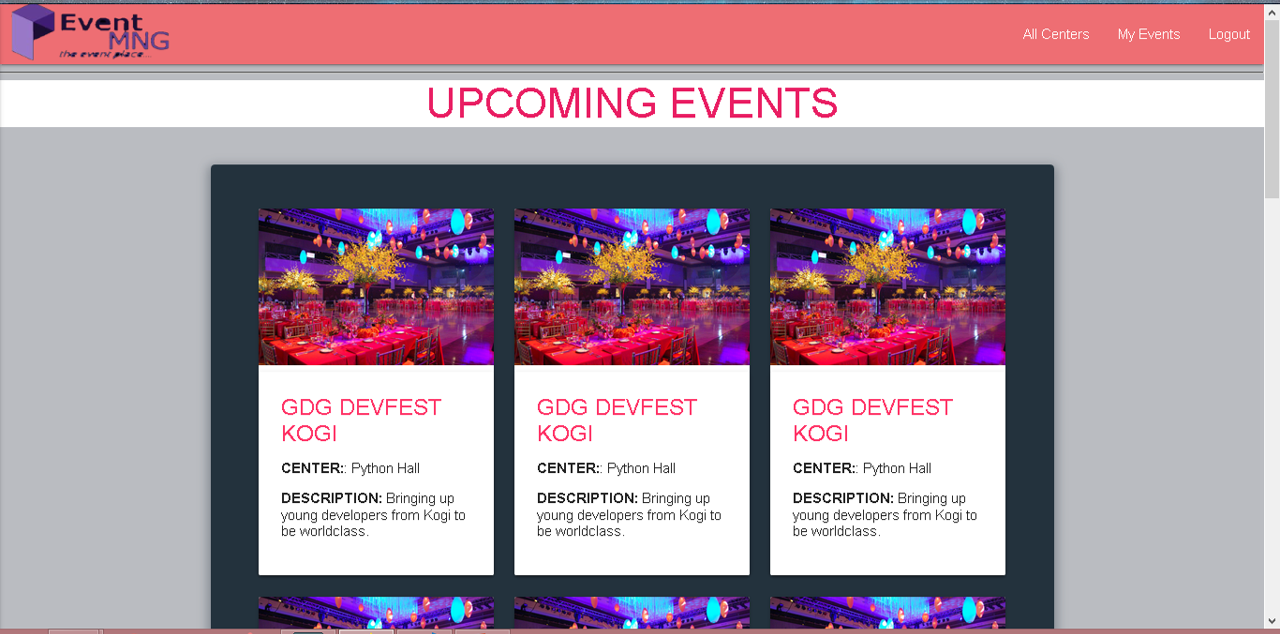 Event
MNG
the event place...
All Centers
My Events
Logout
UPCOMING EVENTS
GDG DEVFEST
KOGI
CENTER:: Python Hall
DESCRIPTION: Bringing up
young developers from Kogi to
be worldclass.
GDG DEVFEST
KOGI
CENTER:: Python Hall
DESCRIPTION: Bringing up
young developers from Kogi to
be worldclass.
GDG DEVFEST
KOGI
CENTER:: Python Hall
DESCRIPTION: Bringing up
young developers from Kogi to
be worldclass.